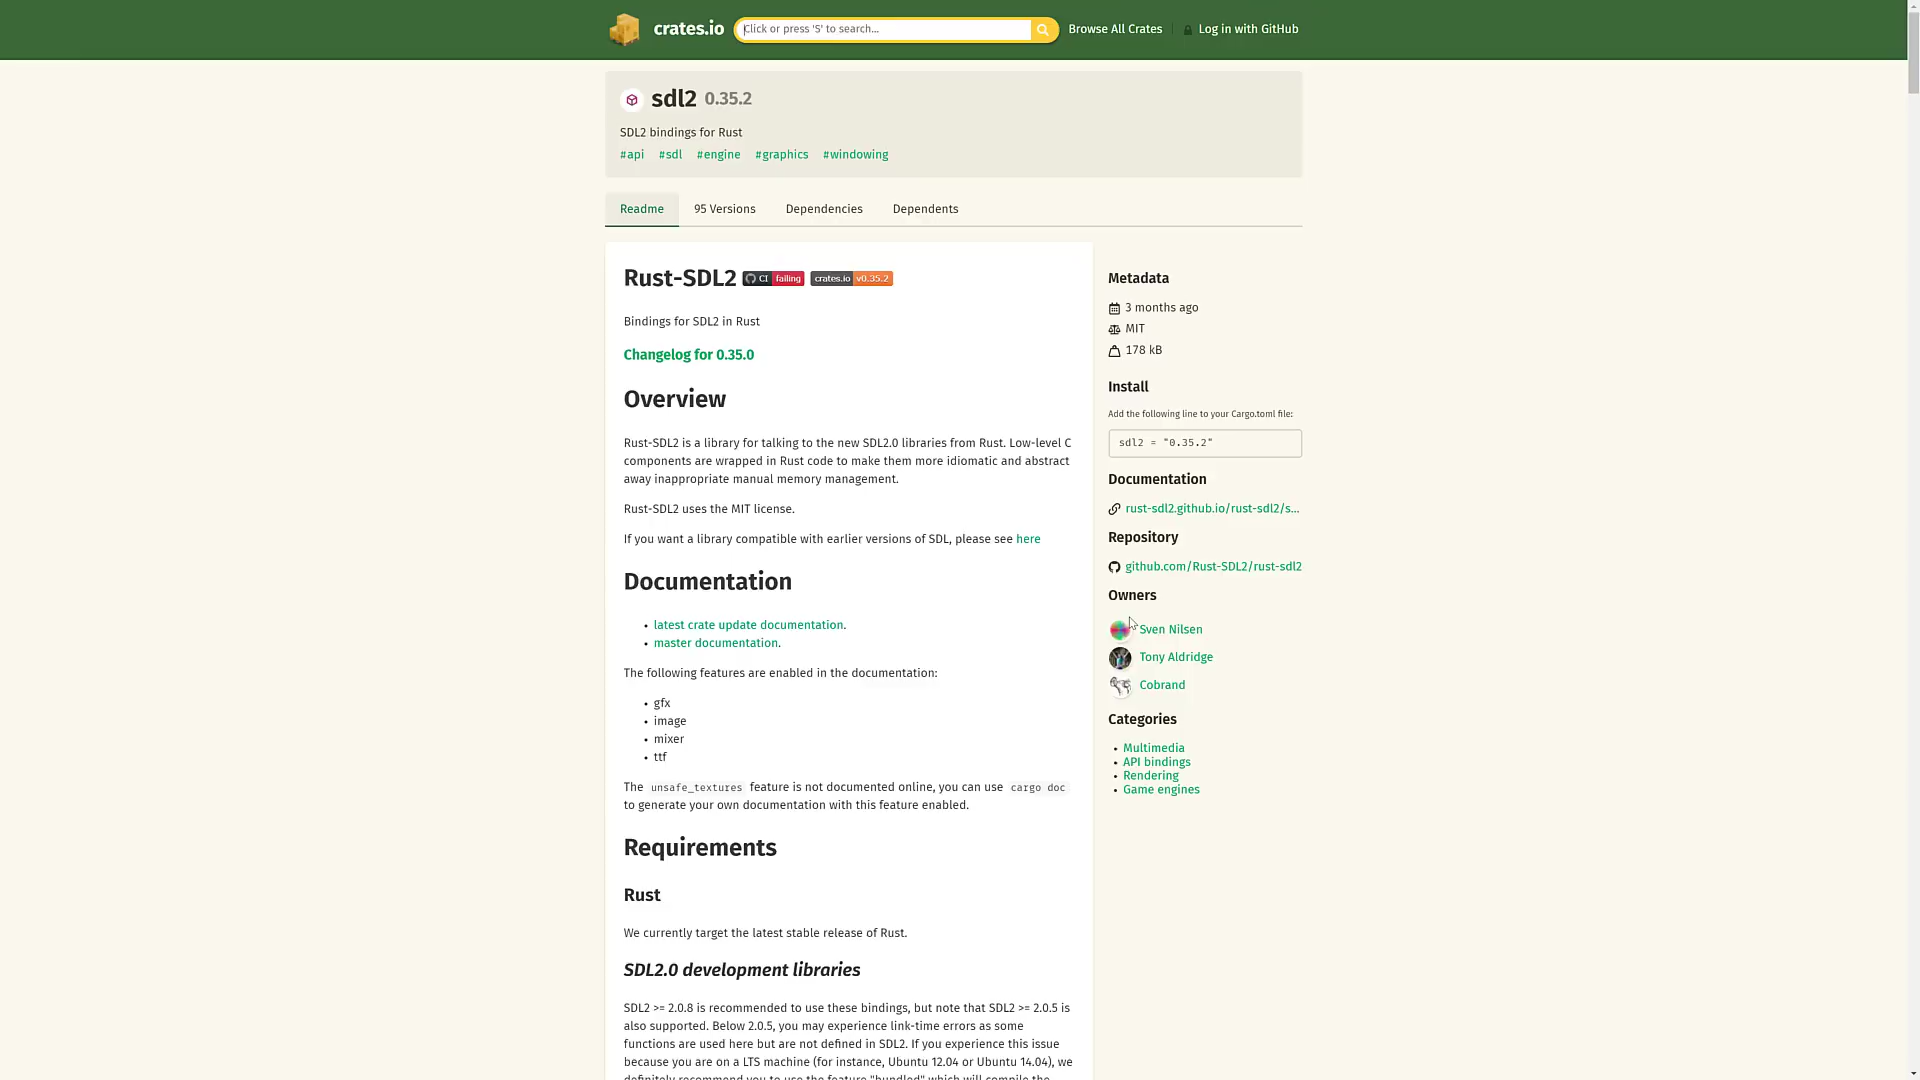 crates.io
Click or press 'S' to search...
Browse All Crates
Log in with GitHub
sdl2 0.35.2
SDL2 bindings for Rust
#api #sdl #engine #graphics #windowing
Readme
95 Versions
Dependencies
Dependents
Rust-SDL2 CI failing crates.io v0.35.2
Bindings for SDL2 in Rust
Changelog for 0.35.0
Overview
Rust-SDL2 is a library for talking to the new SDL2.0 libraries from Rust. Low-level C
components are wrapped in Rust code to make them more idiomatic and abstract
away inappropriate manual memory management.
Rust-SDL2 uses the MIT license.
If you want a library compatible with earlier versions of SDL, please see here
Documentation
• latest crate update documentation.
• master documentation.
The following features are enabled in the documentation:
• gfx
• image
• mixer
• ttf
The unsafe_textures feature is not documented online, you can use cargo doc
to generate your own documentation with this feature enabled.
Requirements
Rust
We currently target the latest stable release of Rust.
SDL2.0 development libraries
SDL2 >= 2.0.8 is recommended to use these bindings, but note that SDL2 >= 2.0.5 is
also supported. Below 2.0.5, you may experience link-time errors as some
functions are used here but are not defined in SDL2. If you experience this issue
because you are on a LTS machine (for instance, Ubuntu 12.04 or Ubuntu 14.04), we
definitely recommend you to use the feature "bundled" which will compile the
Metadata
3 months ago
MIT
178 kB
Install
Add the following line to your Cargo.toml file:
sdl2 = "0.35.2"
Documentation
rust-sdl2.github.io/rust-sdl2/s...
Repository
github.com/Rust-SDL2/rust-sdl2
Owners
Sven Nilsen
Tony Aldridge
Cobrand
Categories
• Multimedia
• API bindings
• Rendering
• Game engines